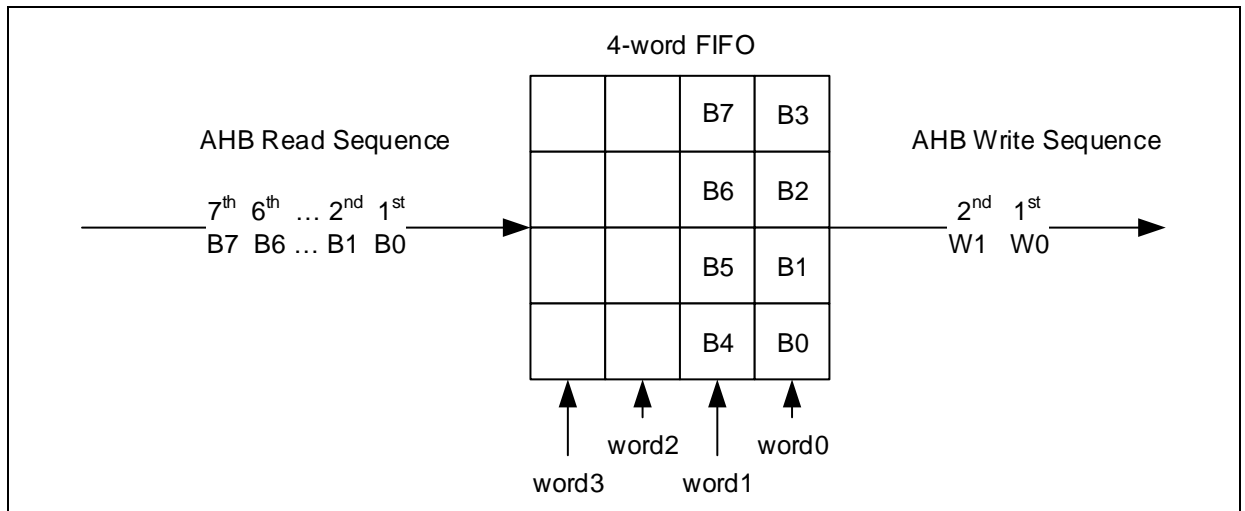 4-word FIFO
B7 B3
AHB Read Sequence
AHB Write Sequence
B6 B2
7th 6th … 2nd 1st
2nd 1st
B7 B6 … B1 B0
W1 W0
B5 B1
B4 B0
word2
word0
word3
word1